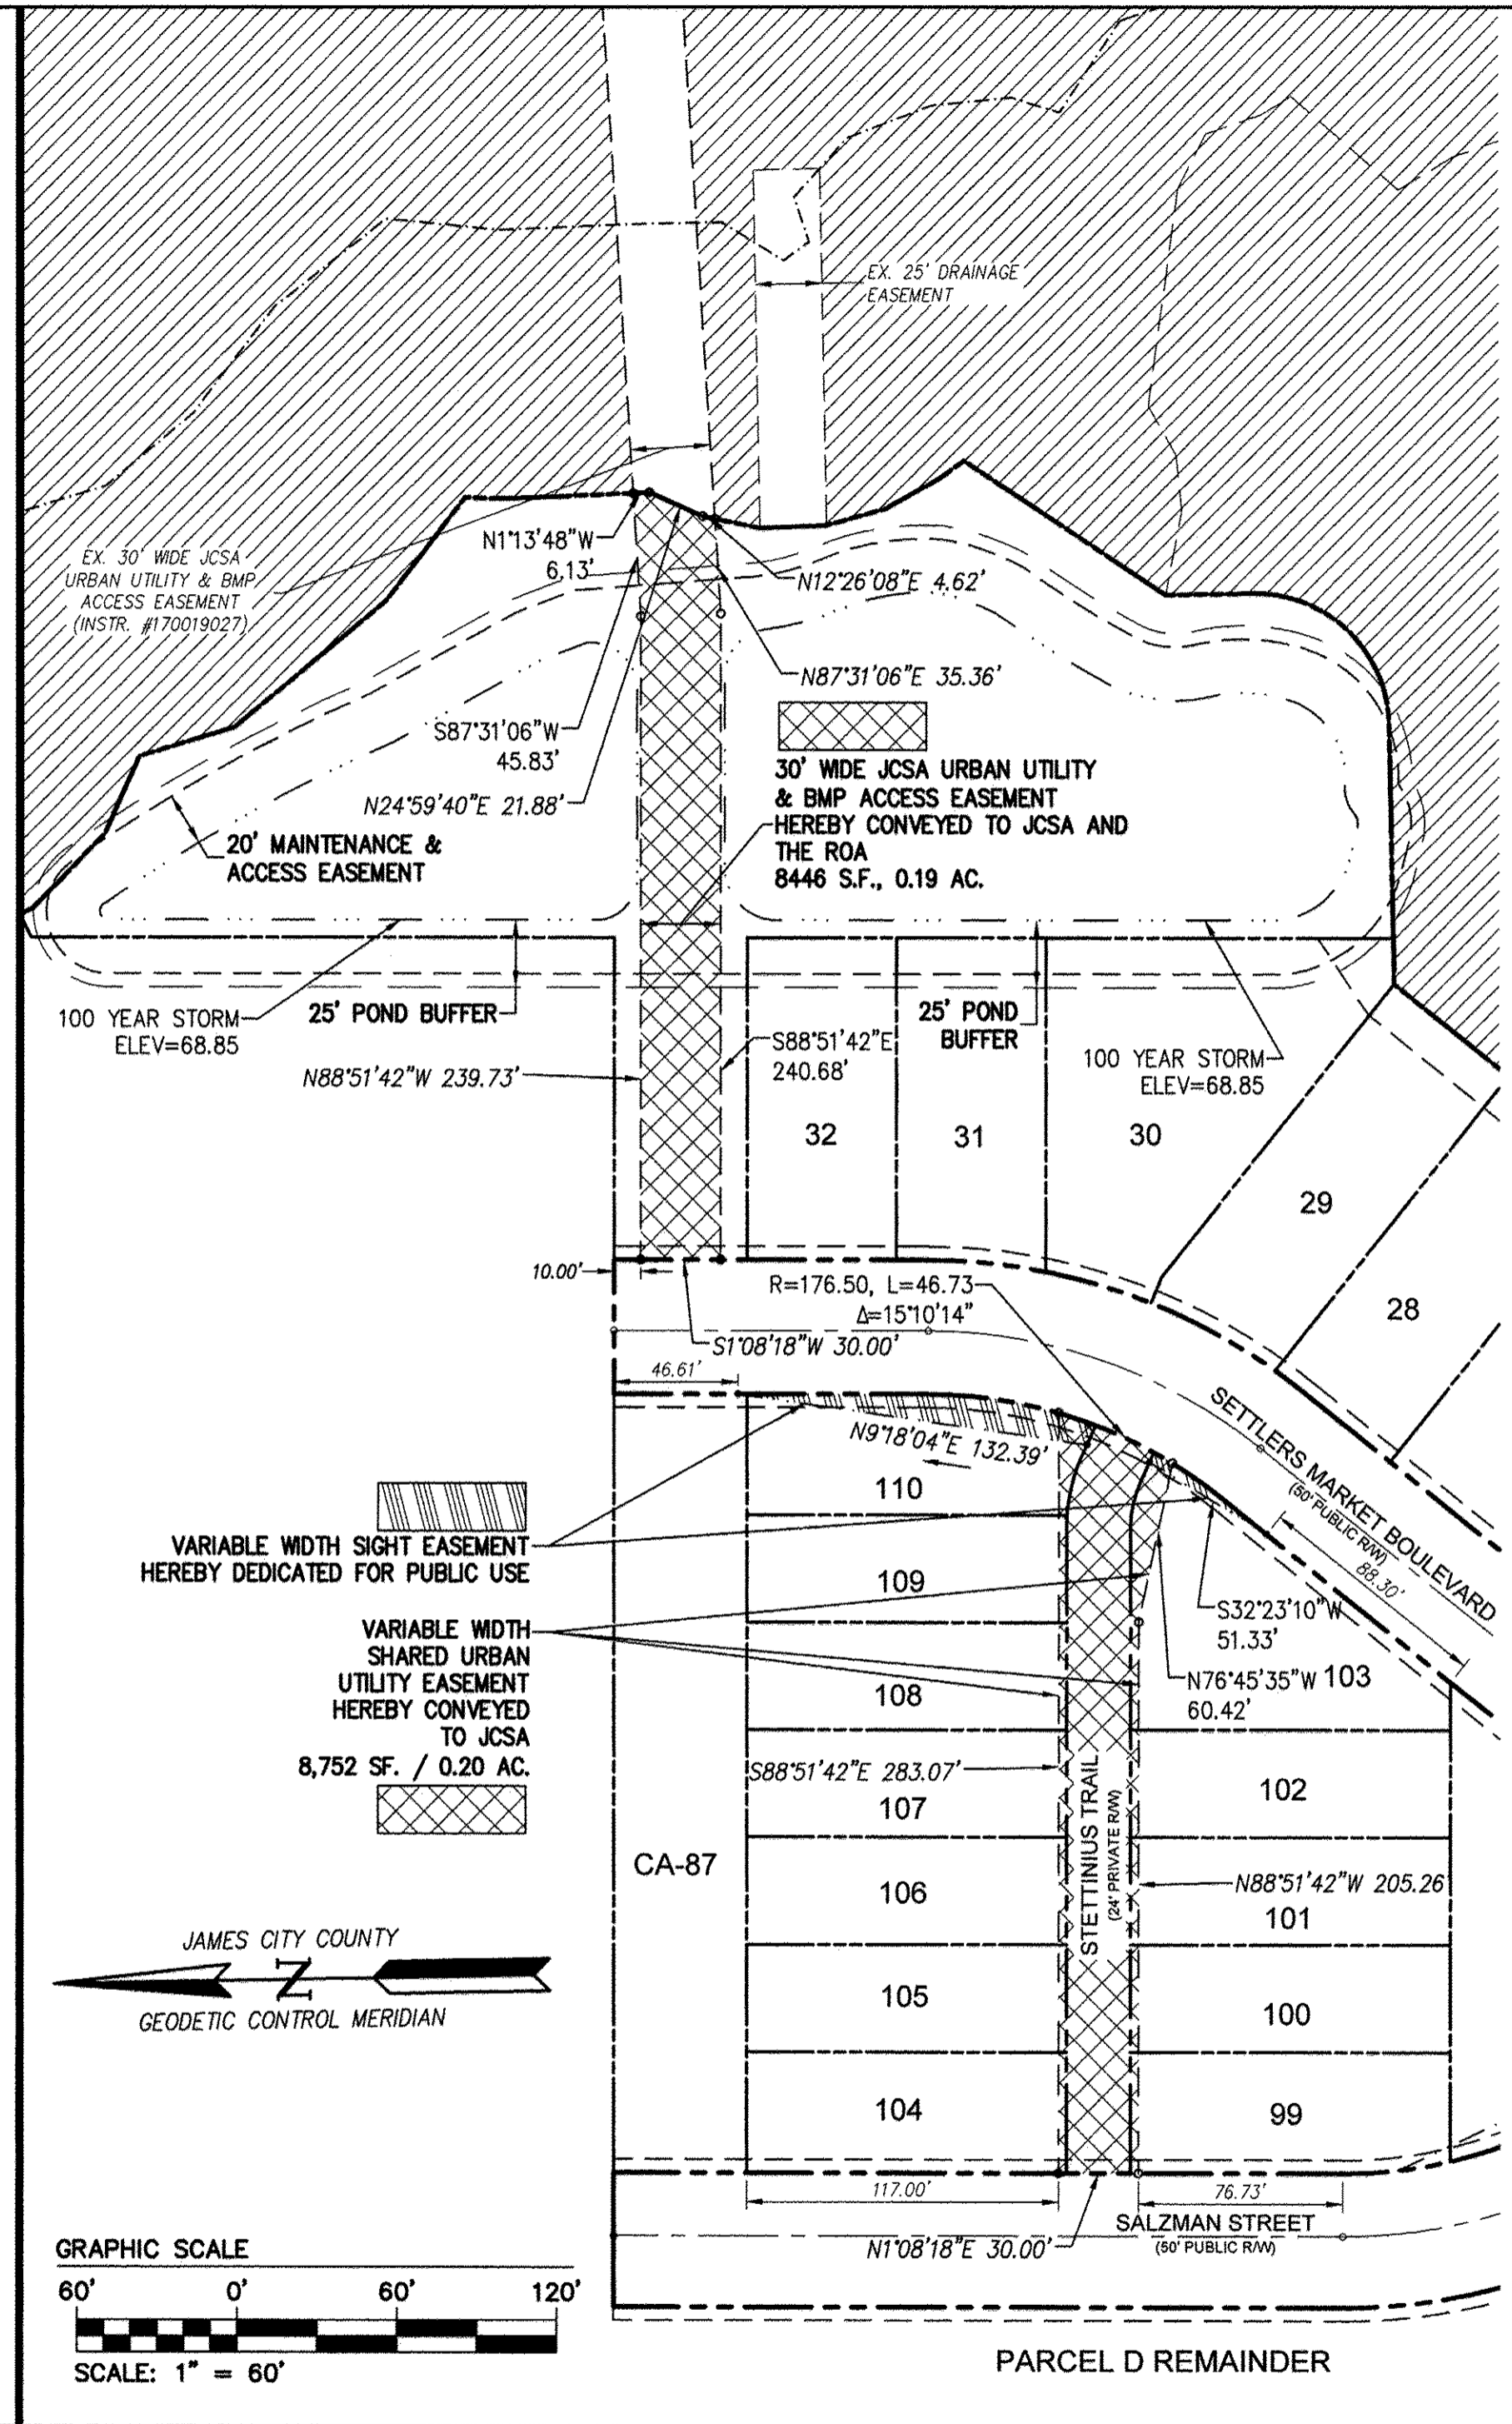 EX. 25' DRAINAGE
EASEMENT
N1°13'48"W
6.13'
EX. 30' WIDE JCSA
URBAN UTILITY & BMP
ACCESS EASEMENT
(INSTR. #170019027)
N12°26'08"E 4.62'
N87°31'06"E 35.36'
S87°31'06"W
45.83'
N24°59'40"E 21.88'
30' WIDE JCSA URBAN UTILITY
& BMP ACCESS EASEMENT
HEREBY CONVEYED TO JCSA AND
THE ROA
8446 S.F., 0.19 AC.
20' MAINTENANCE &
ACCESS EASEMENT
100 YEAR STORM
ELEV=68.85
25' POND BUFFER
25' POND
BUFFER
S88°51'42"E
240.68'
100 YEAR STORM
ELEV=68.85
N88°51'42"W 239.73'
32
31
30
29
28
10.00'
R=176.50, L=46.73
Δ=15°10'14"
S1°08'18"W 30.00'
46.61'
SETTLERS MARKET BOULEVARD
(50' PUBLIC R/W)
88.30'
N9°18'04"E 132.39'
110
VARIABLE WIDTH SIGHT EASEMENT
HEREBY DEDICATED FOR PUBLIC USE
109
S32°23'10"W
51.33'
VARIABLE WIDTH
SHARED URBAN
UTILITY EASEMENT
HEREBY CONVEYED
TO JCSA
8,752 SF. / 0.20 AC.
N76°45'35"W
60.42'
103
108
S88°51'42"E 283.07'
107
102
STETTINIUS TRAIL
(24' PRIVATE R/W)
CA-87
106
N88°51'42"W 205.26
101
JAMES CITY COUNTY
N
GEODETIC CONTROL MERIDIAN
105
100
104
99
117.00'
76.73'
SALZMAN STREET
(50' PUBLIC R/W)
N1°08'18"E 30.00'
GRAPHIC SCALE
60' 0' 60' 120'
SCALE: 1" = 60'
PARCEL D REMAINDER